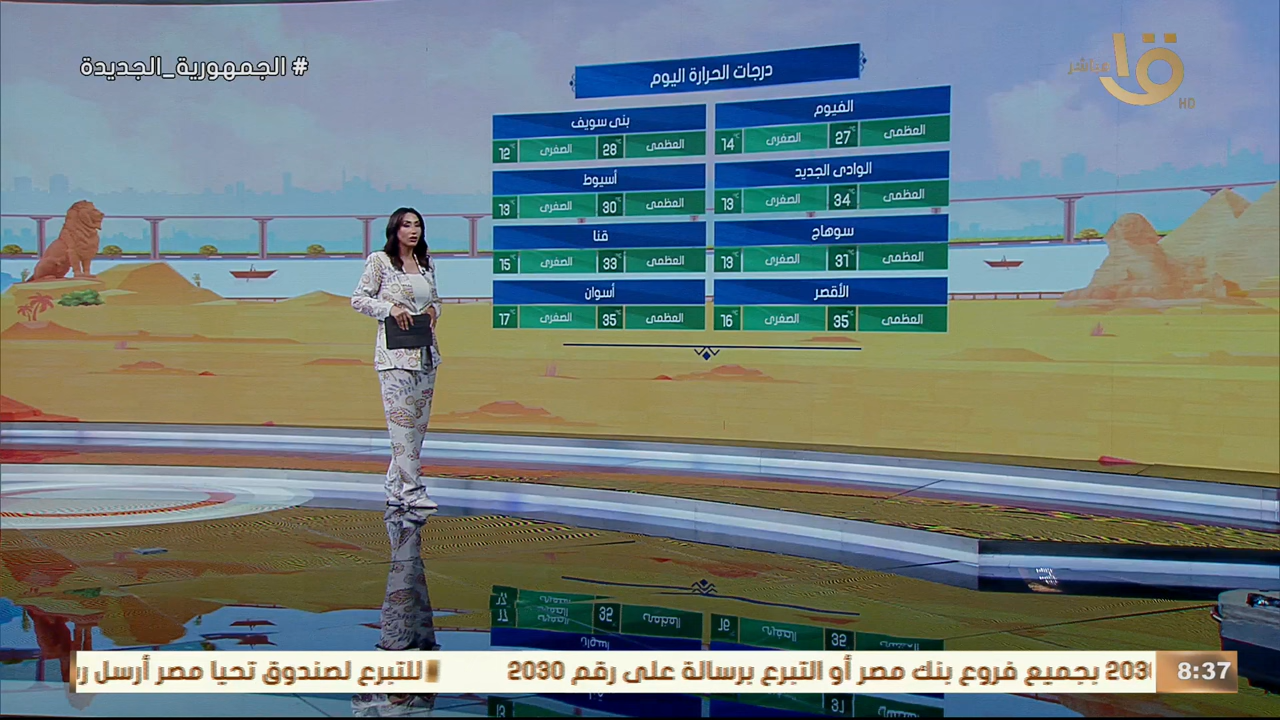 # الجمهورية_الجديدة
مباشر
HD
درجات الحرارة اليوم
الفيوم
العظمى 27°c الصغرى 14°c
بنى سويف
العظمى 28°c الصغرى 12°c
الوادى الجديد
العظمى 34°c الصغرى 13°c
أسيوط
العظمى 30°c الصغرى 13°c
سوهاج
العظمى 31°c الصغرى 13°c
قنا
العظمى 33°c الصغرى 15°c
الأقصر
العظمى 35°c الصغرى 16°c
أسوان
العظمى 35°c الصغرى 17°c
8:37
بجميع فروع بنك مصر أو التبرع برسالة على رقم 2030
للتبرع لصندوق تحيا مصر أرسل